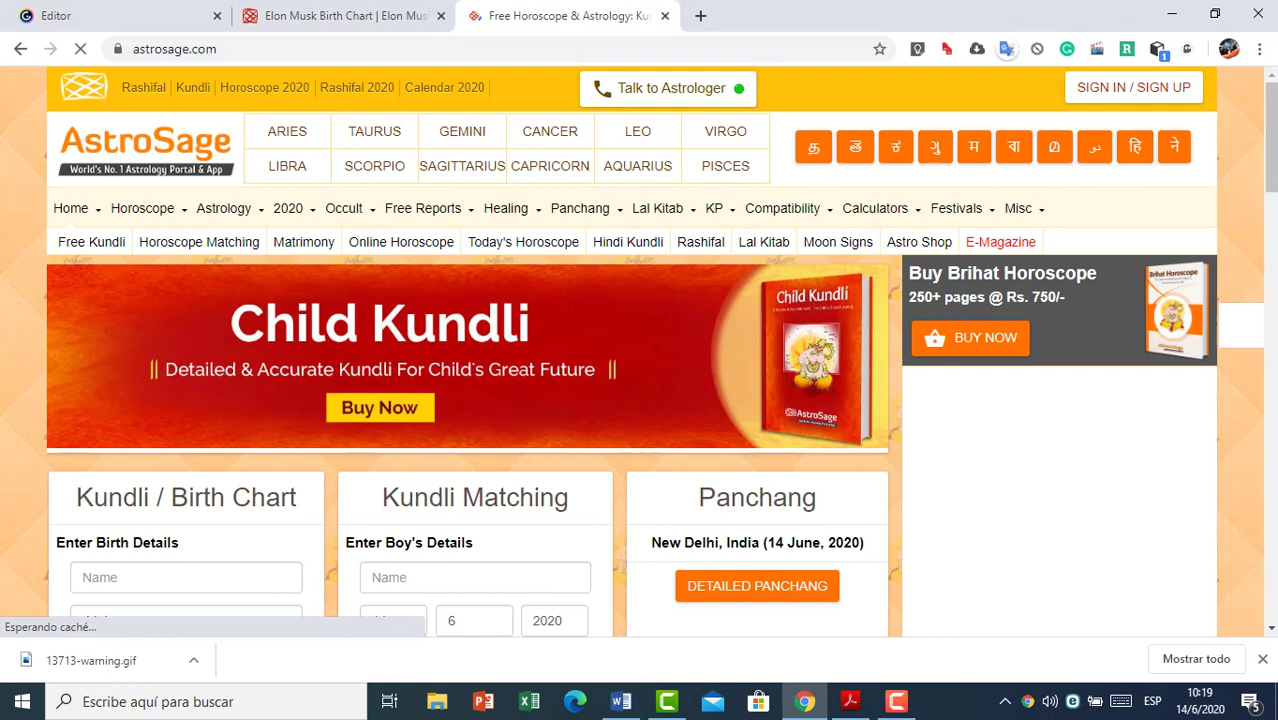 Editor
Elon Musk Birth Chart | Elon Mus
Free Horoscope & Astrology: Kun
astrosage.com
1
Rashifal
Kundli
Horoscope 2020
Rashifal 2020
Calendar 2020
Talk to Astrologer
SIGN IN / SIGN UP
AstroSage
World's No. 1 Astrology Portal & App
ARIES
TAURUS
GEMINI
CANCER
LEO
VIRGO
LIBRA
SCORPIO
SAGITTARIUS
CAPRICORN
AQUARIUS
PISCES
த
తె
ಕ
ગુ
म
বা
മ
हि
ने
Home
Horoscope
Astrology
2020
Occult
Free Reports
Healing
Panchang
Lal Kitab
KP
Compatibility
Calculators
Festivals
Misc
Free Kundli
Horoscope Matching
Matrimony
Online Horoscope
Today's Horoscope
Hindi Kundli
Rashifal
Lal Kitab
Moon Signs
Astro Shop
E-Magazine
Child Kundli
|| Detailed & Accurate Kundli For Child's Great Future ||
Buy Now
Child Kundli
AstroSage
Buy Brihat Horoscope
250+ pages @ Rs. 750/-
BUY NOW
Brihat Horoscope
Kundli / Birth Chart
Enter Birth Details
Name
Kundli Matching
Enter Boy's Details
Name
6
2020
Panchang
New Delhi, India (14 June, 2020)
DETAILED PANCHANG
Esperando caché...
13713-warning.gif
Mostrar todo
Escribe aquí para buscar
ESP
10:19
14/6/2020
5